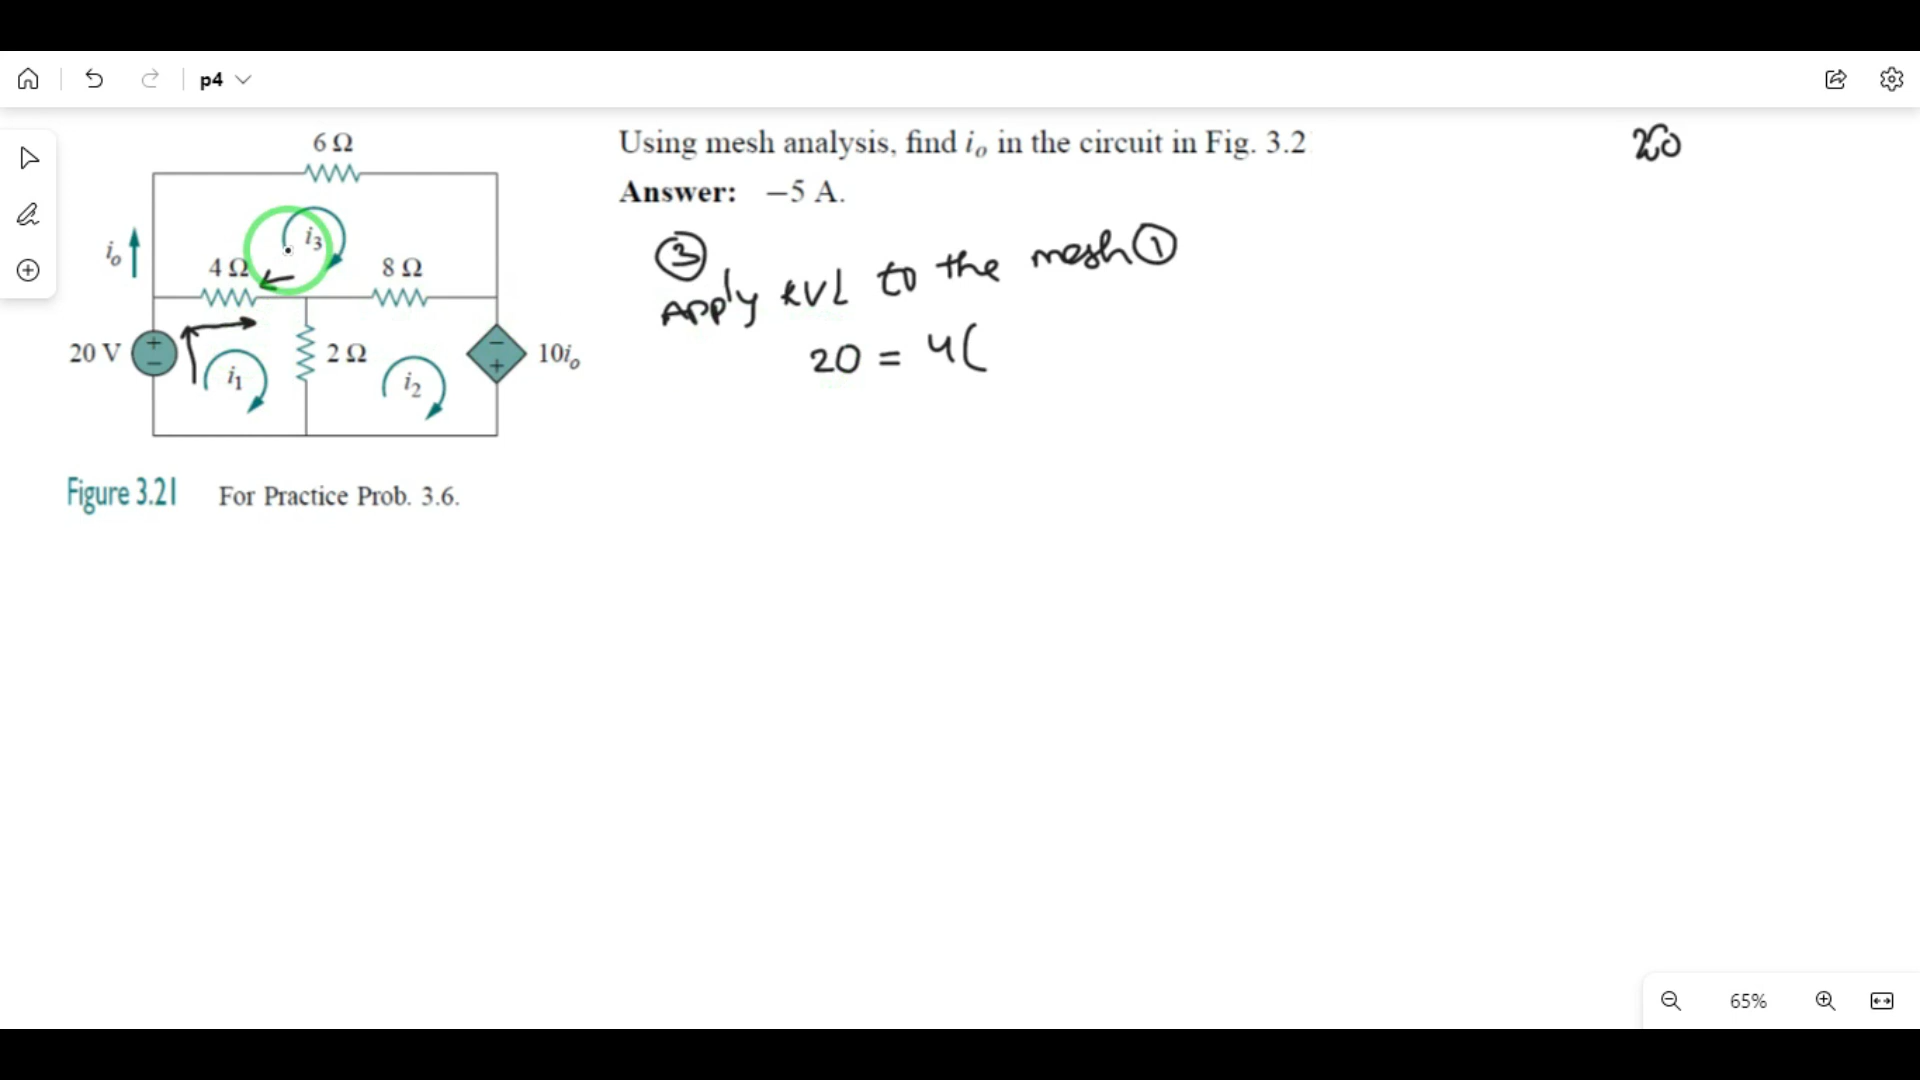 p4
6 Ω
Using mesh analysis, find iₒ in the circuit in Fig. 3.2
Answer: −5 A.
iₒ
i₃
4 Ω
8 Ω
③
Apply KVL to the mesh ①
20 = 4(
20 V
+
−
2 Ω
−
+
10iₒ
i₁
i₂
Figure 3.21 For Practice Prob. 3.6.
65%